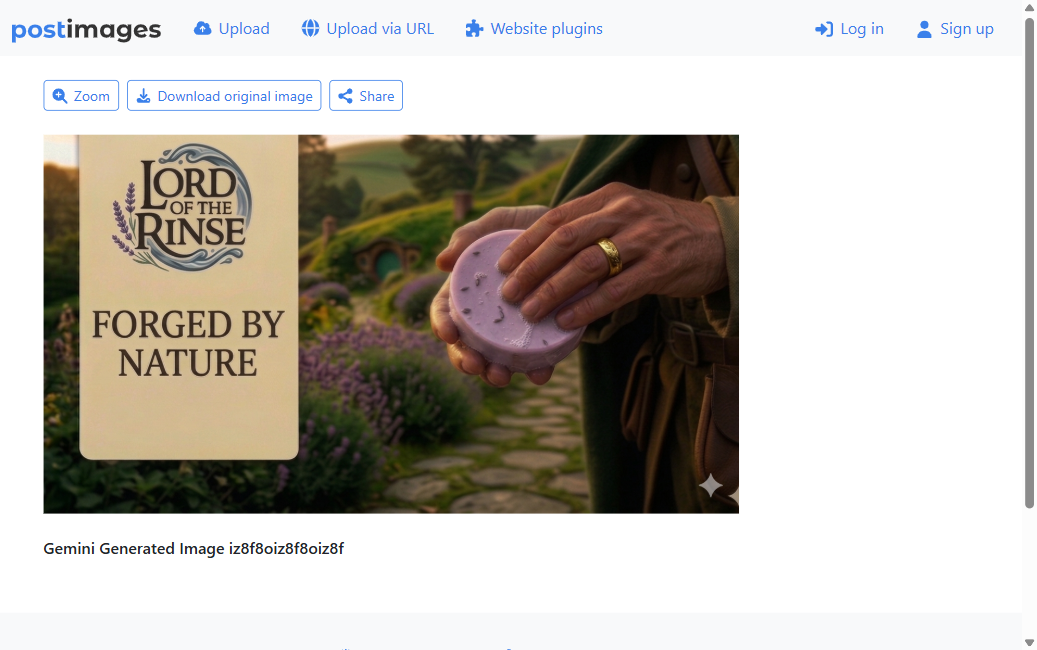 postimages
Upload
Upload via URL
Website plugins
Log in
Sign up
Zoom
Download original image
Share
LORD
OF THE
RINSE
FORGED BY
NATURE
Gemini Generated Image iz8f8oiz8f8oiz8f